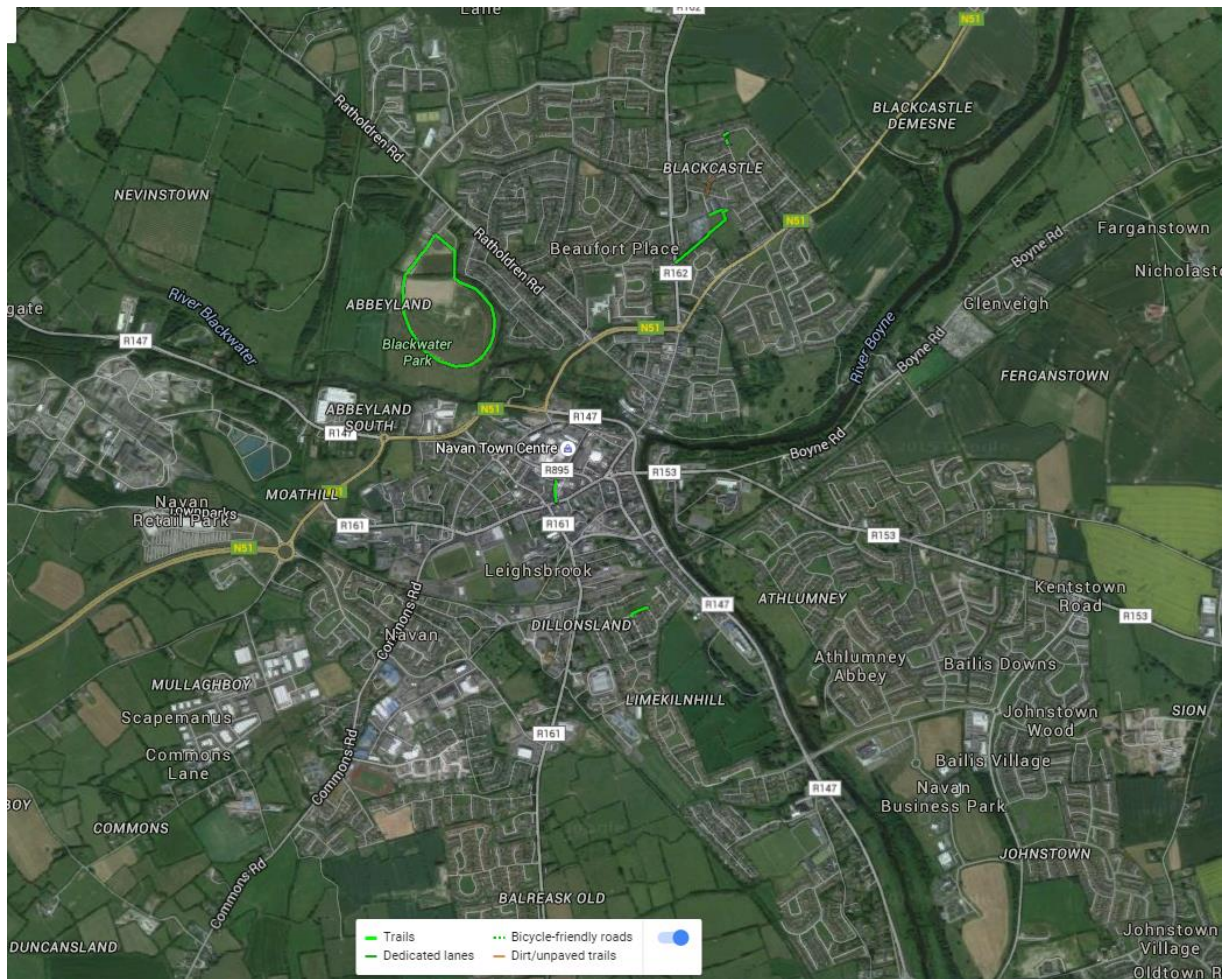 Lane
R162
N51
Ratholdren Rd
BLACKCASTLE
DEMESNE
BLACKCASTLE
NEVINSTOWN
N51
Farganstown
Boyne Rd
Ratholdren Rd
Beaufort Place
R162
Nicholasto
River Blackwater
ABBEYLAND
Glenveigh
gate
N51
River Boyne
R147
Blackwater
Park
Boyne Rd
FERGANSTOWN
ABBEYLAND
SOUTH
N51
R147
R147
Navan Town Centre
Boyne Rd
R895
R153
MOATHILL
Navan
Retail Park
Townparks
R161
R161
N51
R153
Leighsbrook
Commons Rd
Kentstown
Road
R147
ATHLUMNEY
R153
DILLONSLAND
Navan
Athlumney
Abbey
Bailis Downs
MULLAGHBOY
LIMEKILNHILL
Scapemanus
Johnstown
Wood
SION
R161
Commons
Lane
Commons Rd
Bailis Village
R147
Navan
Business Park
BOY
COMMONS
JOHNSTOWN
Commons Rd
BALREASK OLD
Johnstown
Village
DUNCANSLAND
Trails
Bicycle-friendly roads
Dedicated lanes
Dirt/unpaved trails